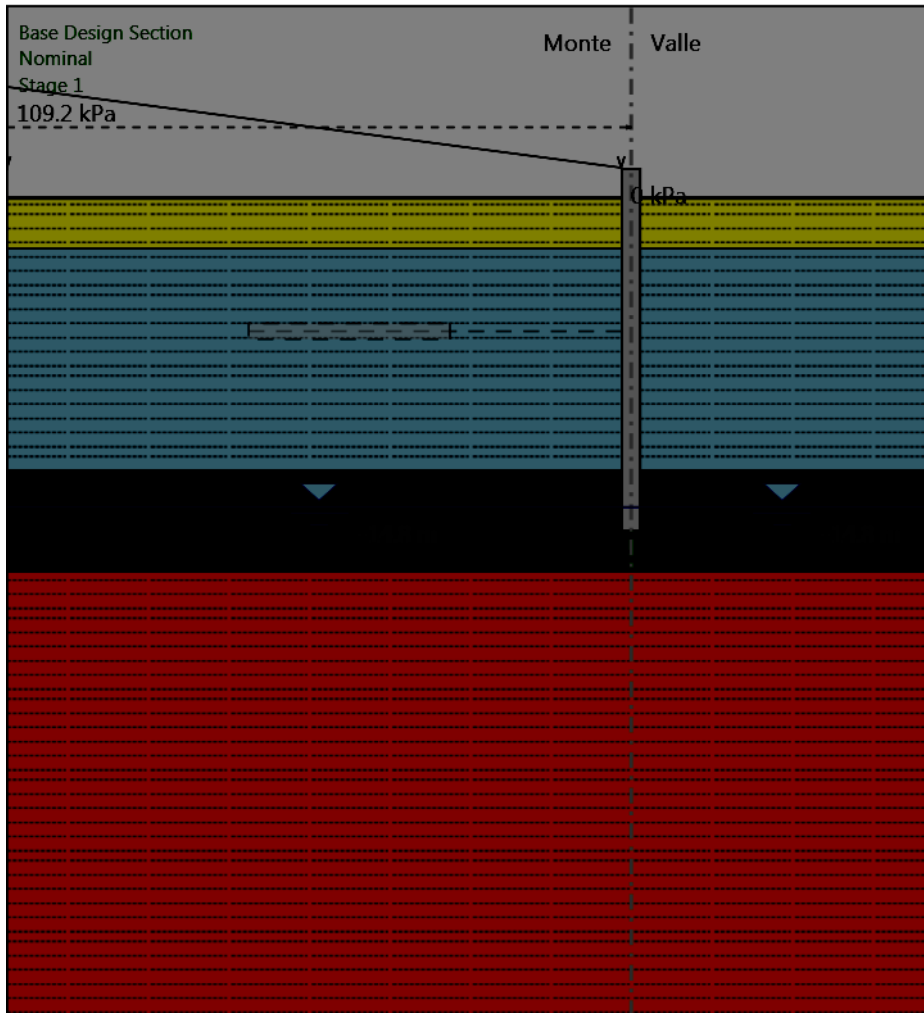 Base Design Section
Nominal
Stage 1
109.2 kPa
Monte
Valle
0 kPa